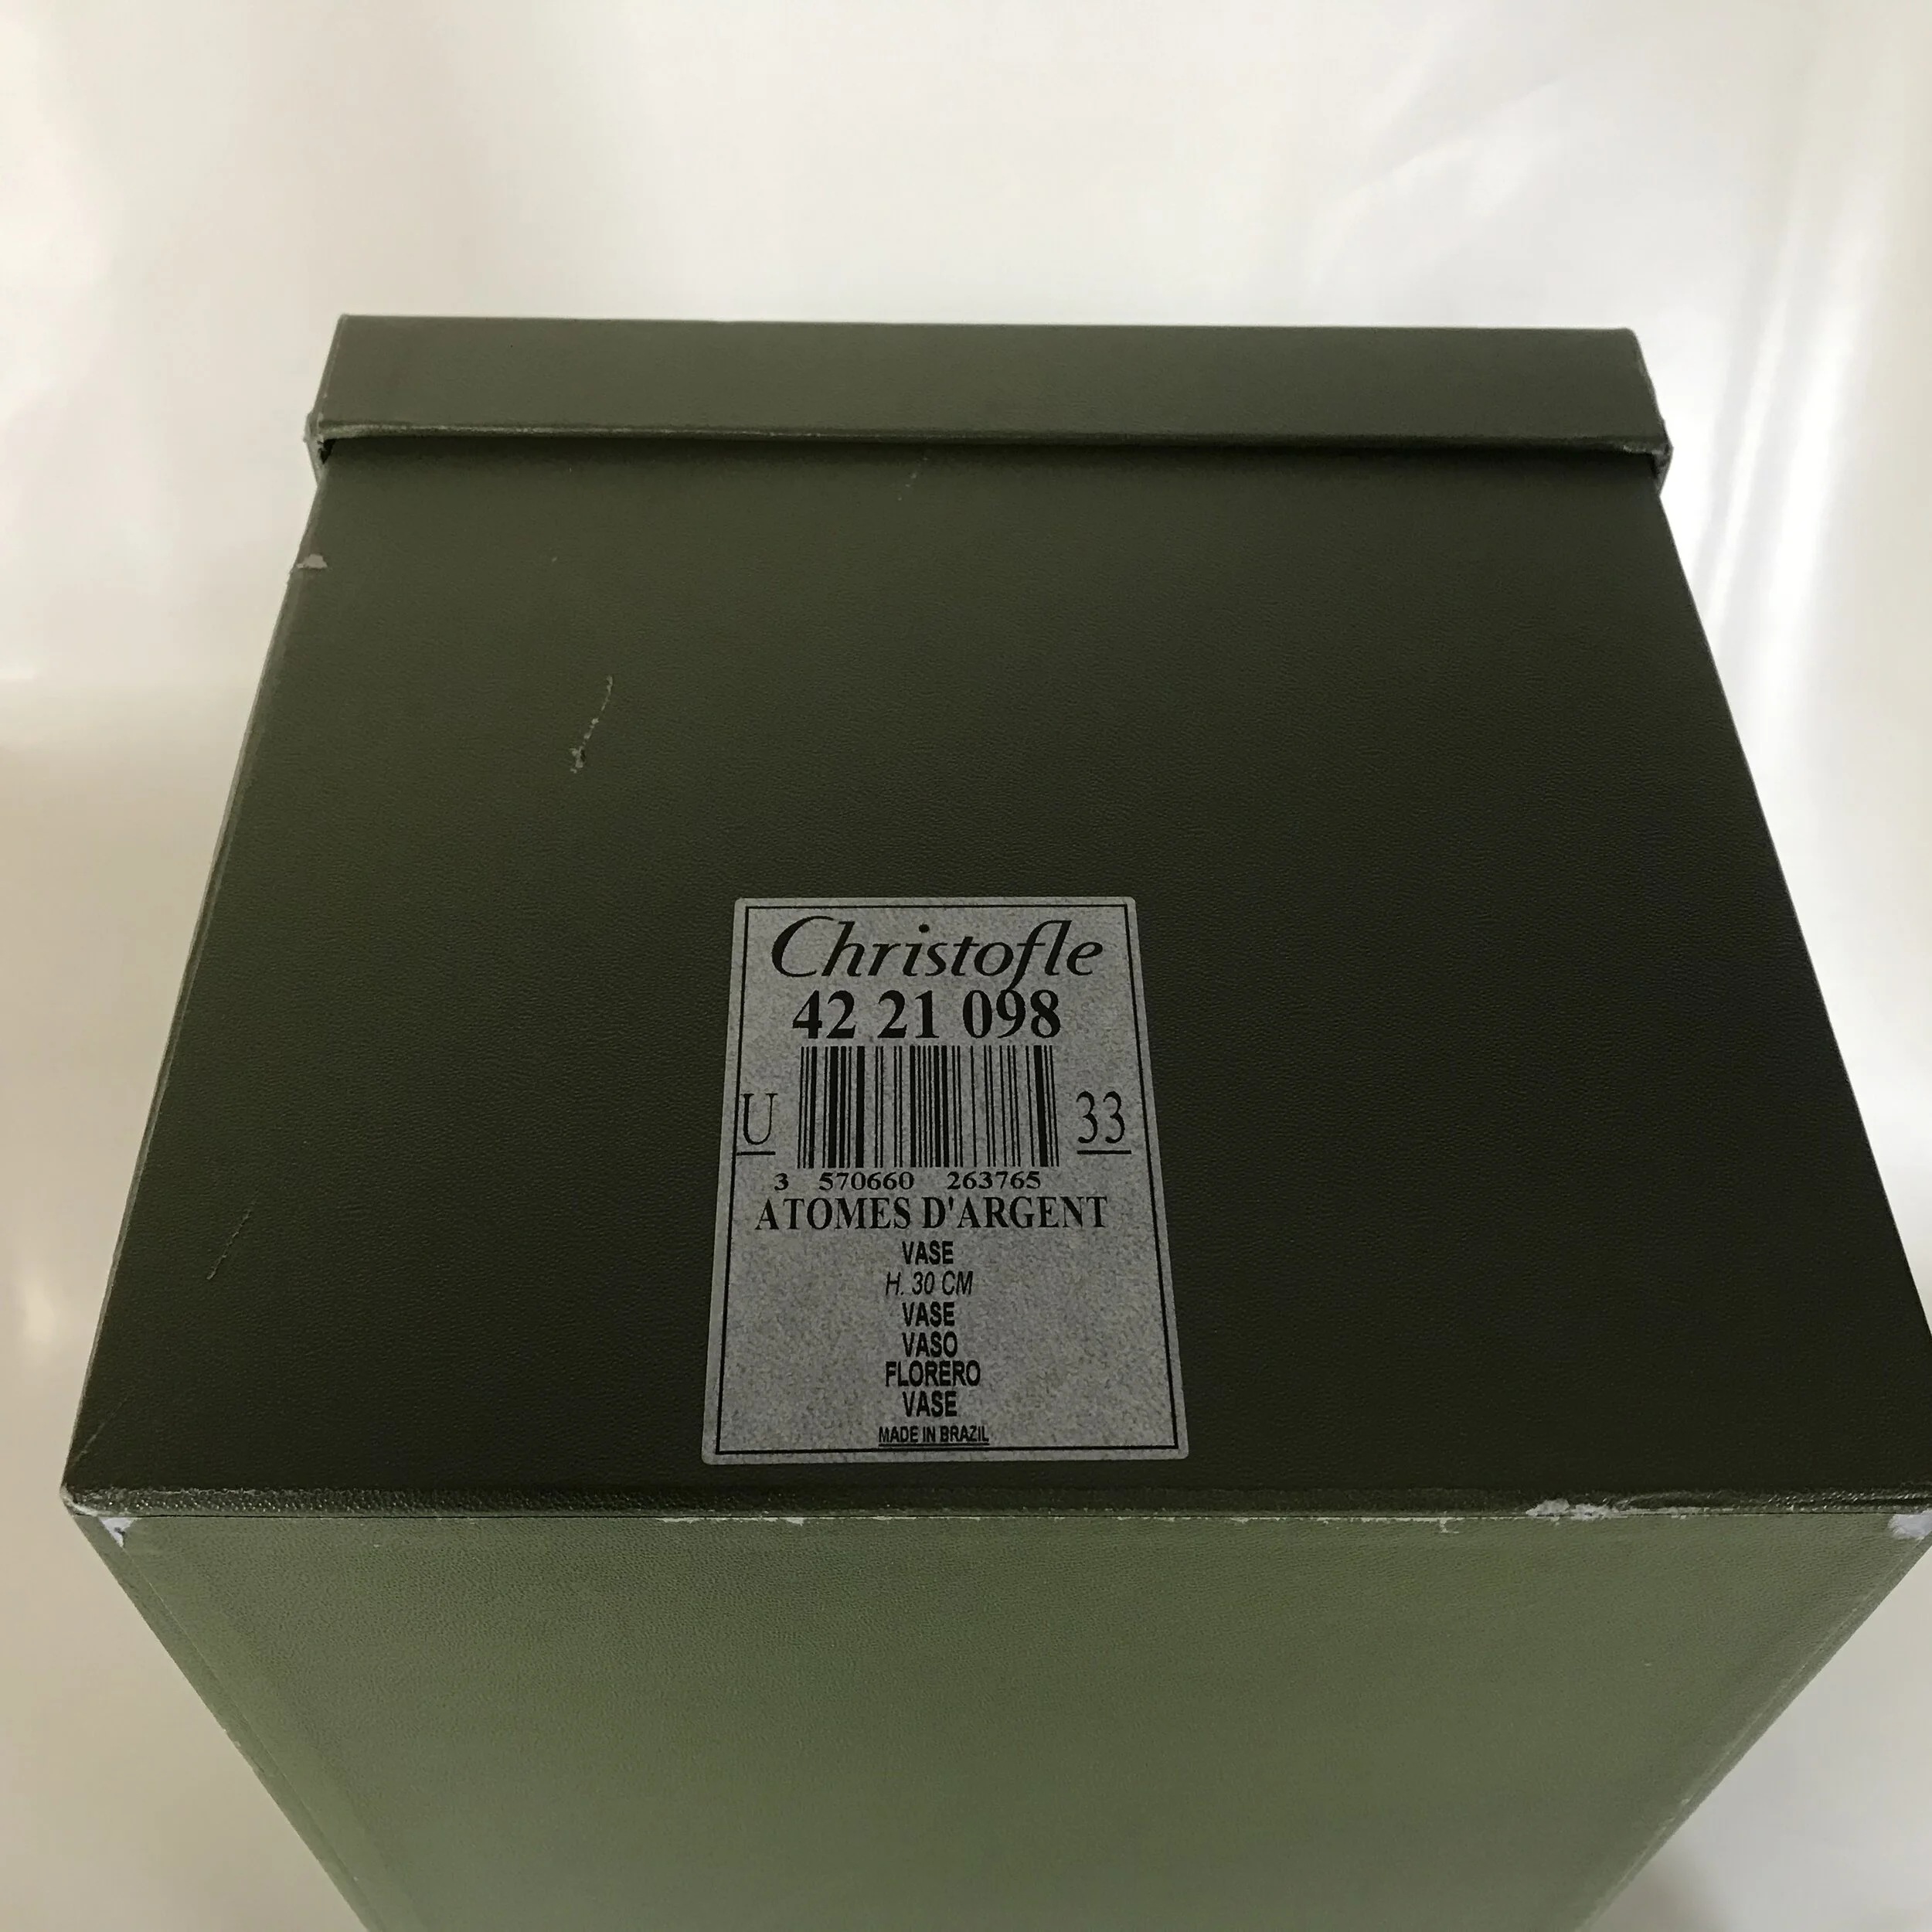 Christofle
42 21 098
U 33
3 570660 263765
ATOMES D'ARGENT
VASE
H. 30 CM
VASE
VASO
FLORERO
VASE
MADE IN BRAZIL